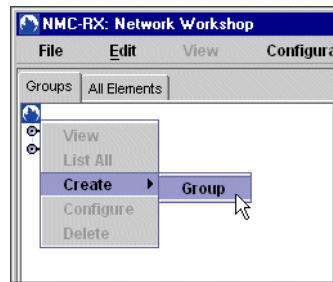 NMC-RX: Network Workshop
File Edit View Configura
Groups All Elements
View
List All
Create Group
Configure
Delete